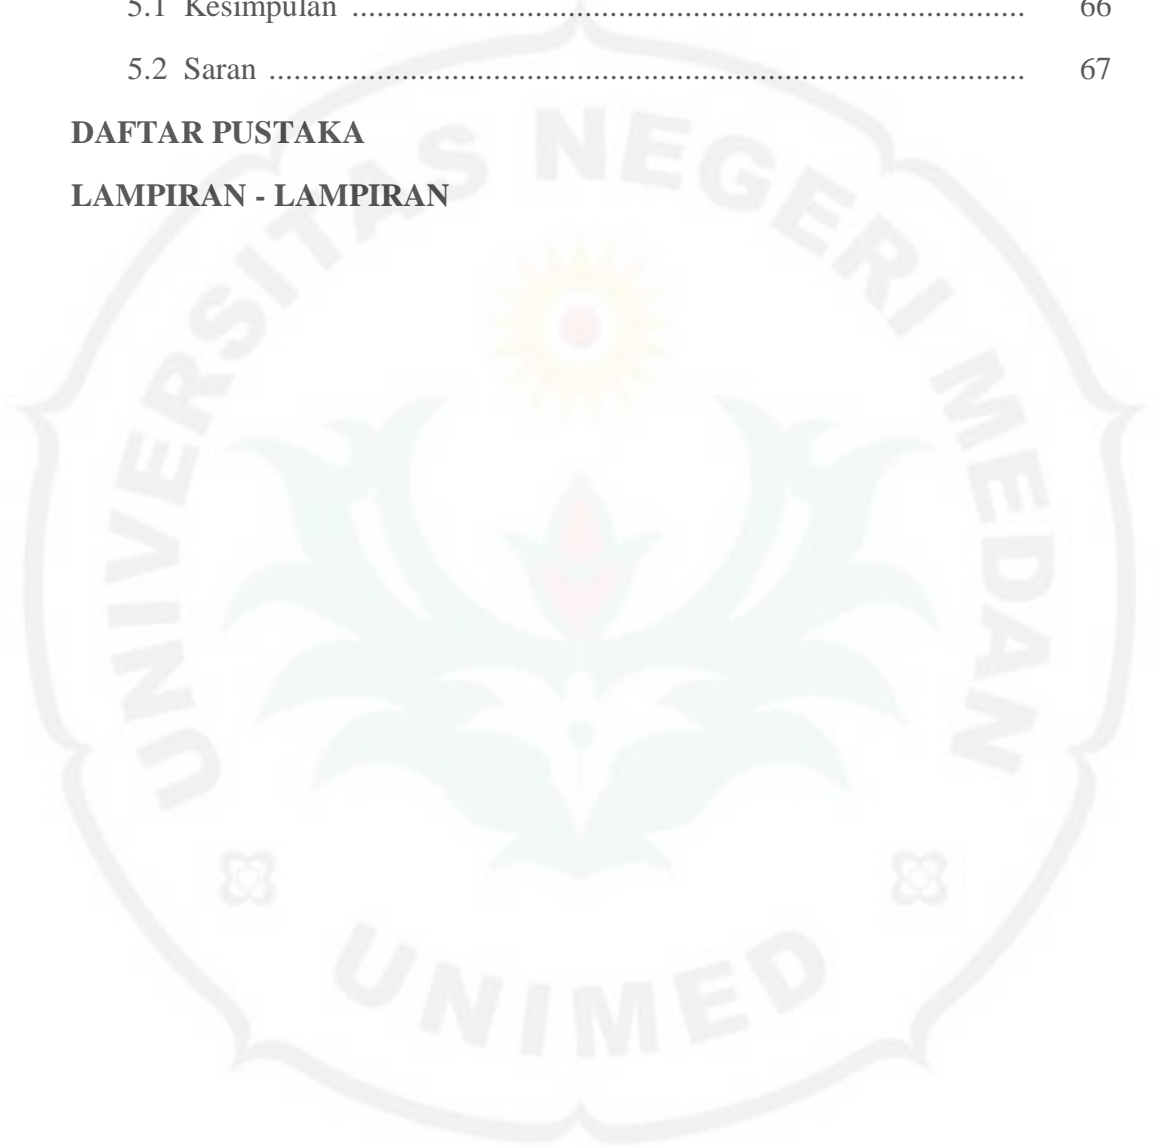 5.1 Kesimpulan ................................................................................. 66
5.2 Saran ........................................................................................... 67
DAFTAR PUSTAKA
LAMPIRAN - LAMPIRAN
UNIVERSITAS NEGERI MEDAN
UNIMED